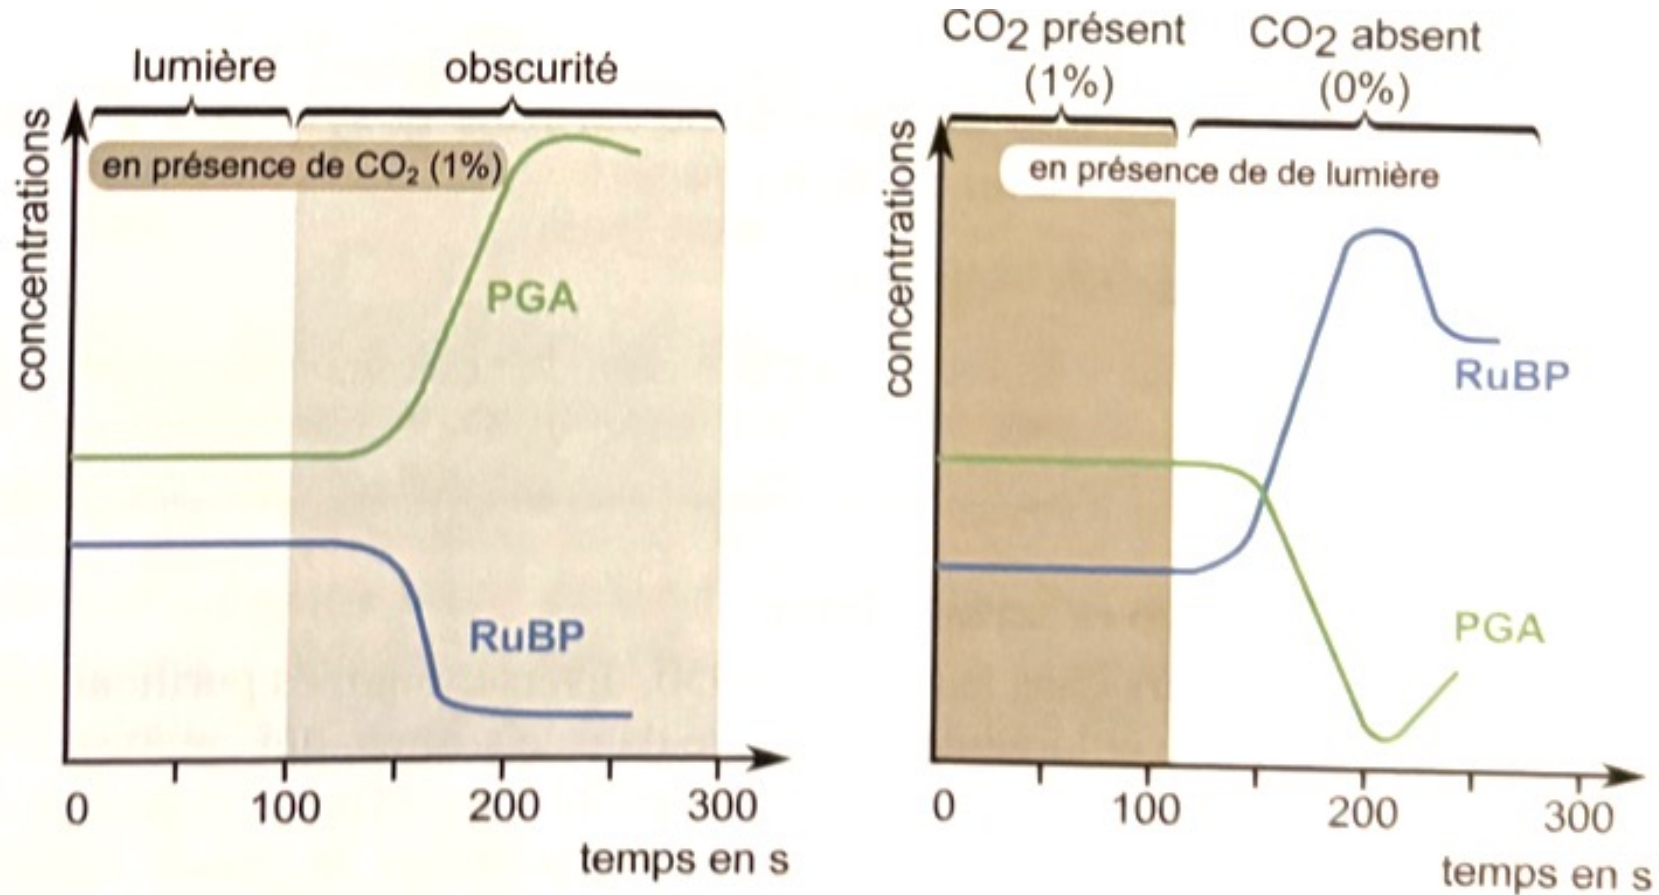 lumière
obscurité
concentrations
en présence de CO₂ (1%)
PGA
RuBP
0
100
200
300
temps en s
CO2 présent
(1%)
CO2 absent
(0%)
concentrations
en présence de de lumière
RuBP
PGA
0
100
200
300
temps en s